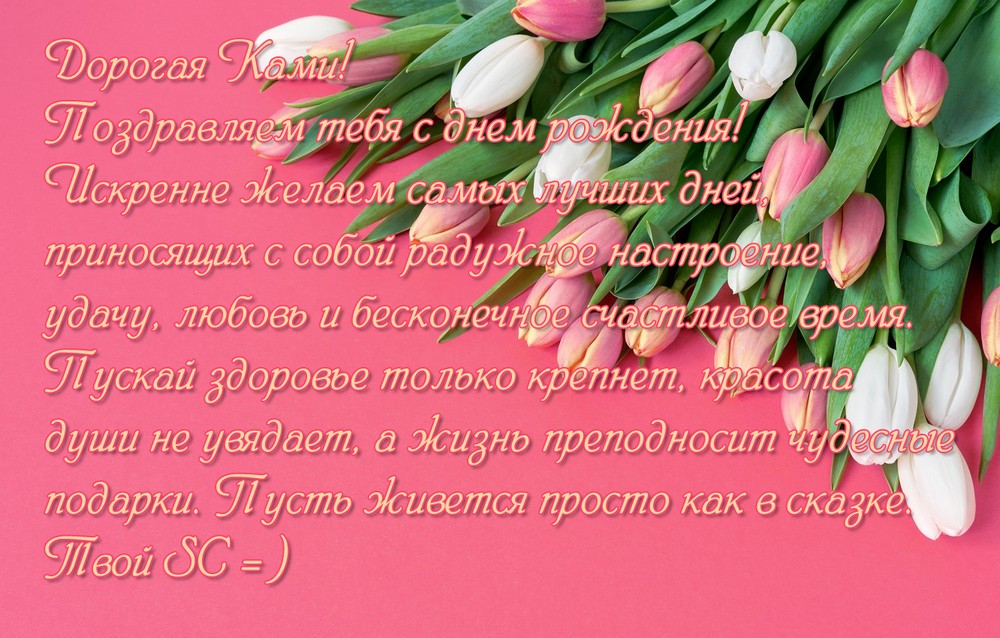 Дорогая Ками!
Поздравляем тебя с днем рождения!
Искренне желаем самых лучших дней,
приносящих с собой радужное настроение,
удачу, любовь и бесконечное счастливое время.
Пускай здоровье только крепнет, красота
души не увядает, а жизнь преподносит чудесные
подарки. Пусть живется просто как в сказке.
Твой SC =)